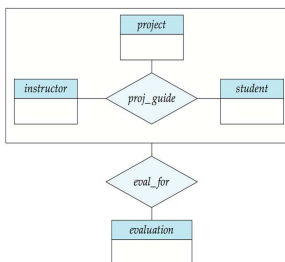 project
instructor
proj_guide
student
eval_for
evaluation